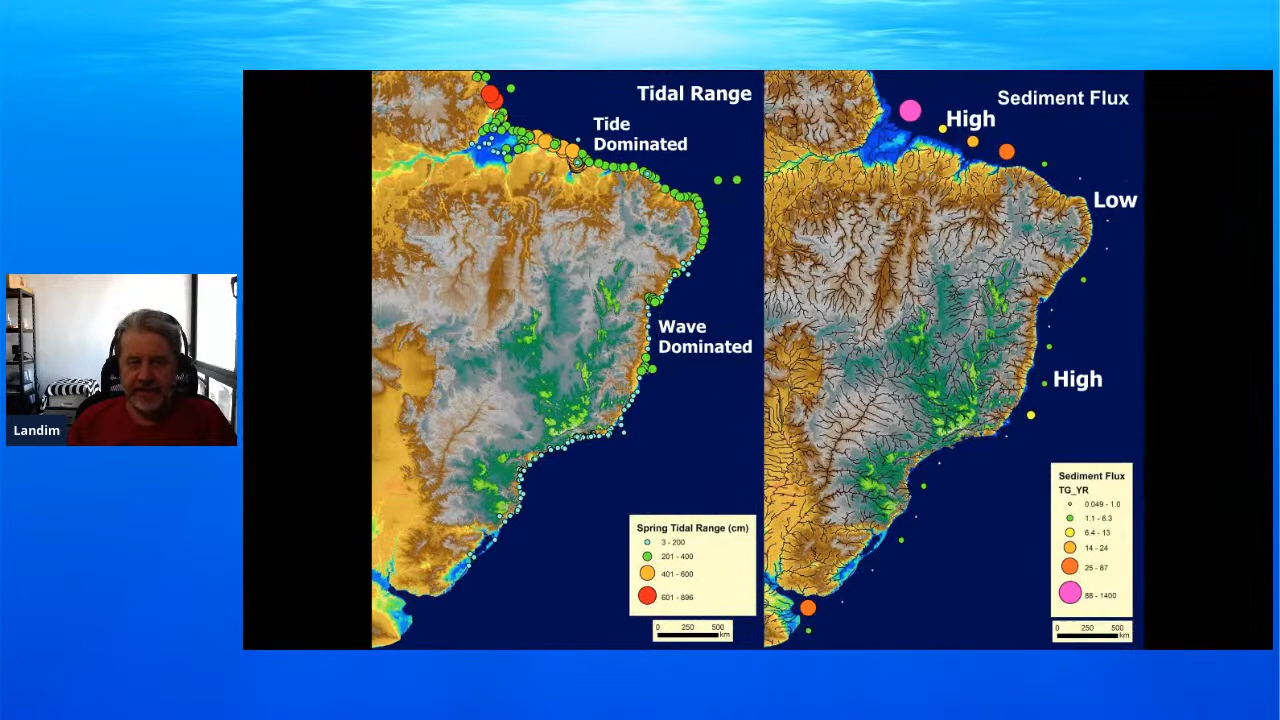 Tidal Range
Tide
Dominated
Wave
Dominated
Spring Tidal Range (cm)
3 - 200
201 - 400
401 - 600
601 - 896
0 250 500
km
Sediment Flux
High
Low
High
Sediment Flux
TG_YR
0.049 - 1.0
1.1 - 6.3
6.4 - 13
14 - 24
25 - 87
88 - 1400
0 250 500
km
Landim